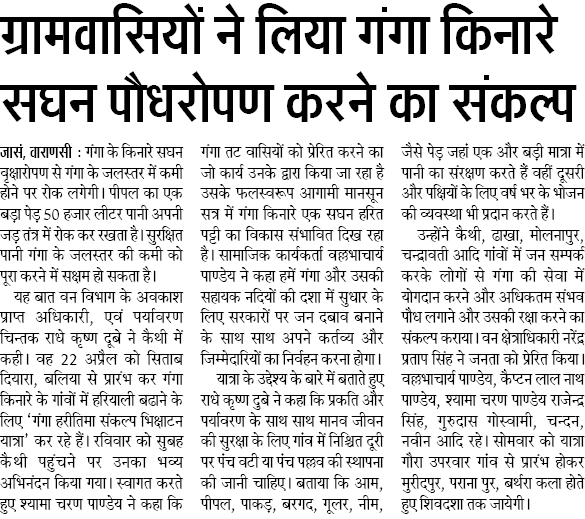 ग्रामवासियों ने लिया गंगा किनारे
सघन पौधरोपण करने का संकल्प
जासं, वाराणसी : गंगा के किनारे सघन
वृक्षारोपण से गंगा के जलस्तर में कमी
होने पर रोक लगेगी। पीपल का एक
बड़ा पेड़ 50 हजार लीटर पानी अपनी
जड़ तंत्र में रोक कर रखता है। सुरक्षित
पानी गंगा के जलस्तर की कमी को
पूरा करने में सक्षम हो सकता है।
यह बात वन विभाग के अवकाश
प्राप्त अधिकारी, एवं पर्यावरण
चिन्तक राधे कृष्ण दूबे ने कैथी में
कही। वह 22 अप्रैल को सिताब
दियारा, बलिया से प्रारंभ कर गंगा
किनारे के गांवों में हरियाली बढाने के
लिए ‘गंगा हरीतिमा संकल्प भिक्षाटन
यात्रा’ कर रहे हैं। रविवार को सुबह
कैथी पहुंचने पर उनका भव्य
अभिनंदन किया गया। स्वागत करते
हुए श्यामा चरण पाण्डेय ने कहा कि
गंगा तट वासियों को प्रेरित करने का
जो कार्य उनके द्वारा किया जा रहा है
उसके फलस्वरूप आगामी मानसून
सत्र में गंगा किनारे एक सघन हरित
पट्टी का विकास संभावित दिख रहा
है। सामाजिक कार्यकर्ता वल्लभाचार्य
पाण्डेय ने कहा हमें गंगा और उसकी
सहायक नदियों की दशा में सुधार के
लिए सरकारों पर जन दबाव बनाने
के साथ साथ अपने कर्तव्य और
जिम्मेदारियों का निर्वहन करना होगा।
यात्रा के उद्देश्य के बारे में बताते हुए
राधे कृष्ण दुबे ने कहा कि प्रकति और
पर्यावरण के साथ साथ मानव जीवन
की सुरक्षा के लिए गांव में निश्चित दूरी
पर पंच वटी या पंच पल्लव की स्थापना
की जानी चाहिए। बताया कि आम,
पीपल, पाकड़, बरगद, गूलर, नीम,
जैसे पेड़ जहां एक और बड़ी मात्रा में
पानी का संरक्षण करते हैं वहीं दूसरी
और पक्षियों के लिए वर्ष भर के भोजन
की व्यवस्था भी प्रदान करते हैं।
उन्होंने कैथी, ढाखा, मोलनापुर,
चन्द्रावती आदि गांवों में जन सम्पर्क
करके लोगों से गंगा की सेवा में
योगदान करने और अधिकतम संभव
पौध लगाने और उसकी रक्षा करने का
संकल्प कराया। वन क्षेत्राधिकारी नरेंद्र
प्रताप सिंह ने जनता को प्रेरित किया।
वल्लभाचार्य पाण्डेय, कैप्टन लाल नाथ
पाण्डेय, श्यामा चरण पाण्डेय राजेन्द्र
सिंह, गुरुदास गोस्वामी, चन्दन,
नवीन आदि रहे। सोमवार को यात्रा
गौरा उपरवार गांव से प्रारंभ होकर
मुरीदपुर, पराना पुर, बर्थरा कला होते
हुए शिवदशा तक जायेगी।